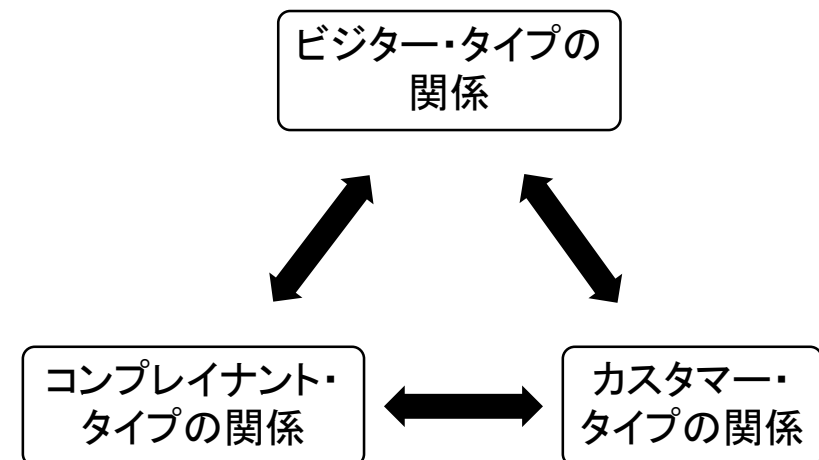 ビジター・タイプの
関係
コンプレイナント・
タイプの関係
カスタマー・
タイプの関係